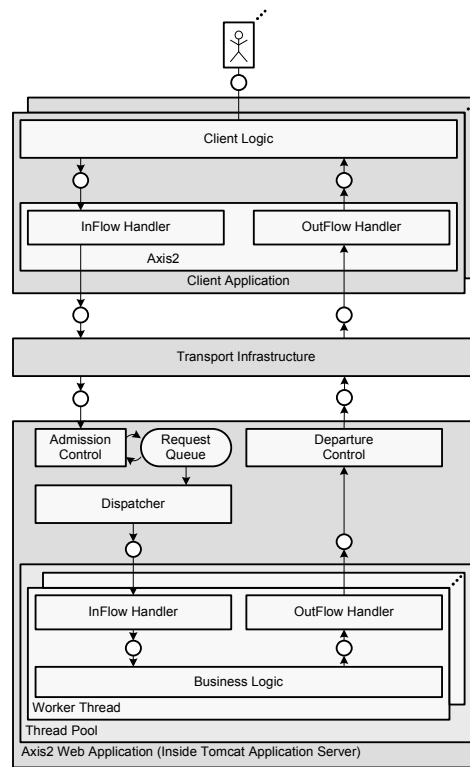 Client Logic
InFlow Handler
OutFlow Handler
Axis2
Client Application
Transport Infrastructure
Admission
Control
Request
Queue
Departure
Control
Dispatcher
InFlow Handler
OutFlow Handler
Business Logic
Worker Thread
Thread Pool
Axis2 Web Application (Inside Tomcat Application Server)